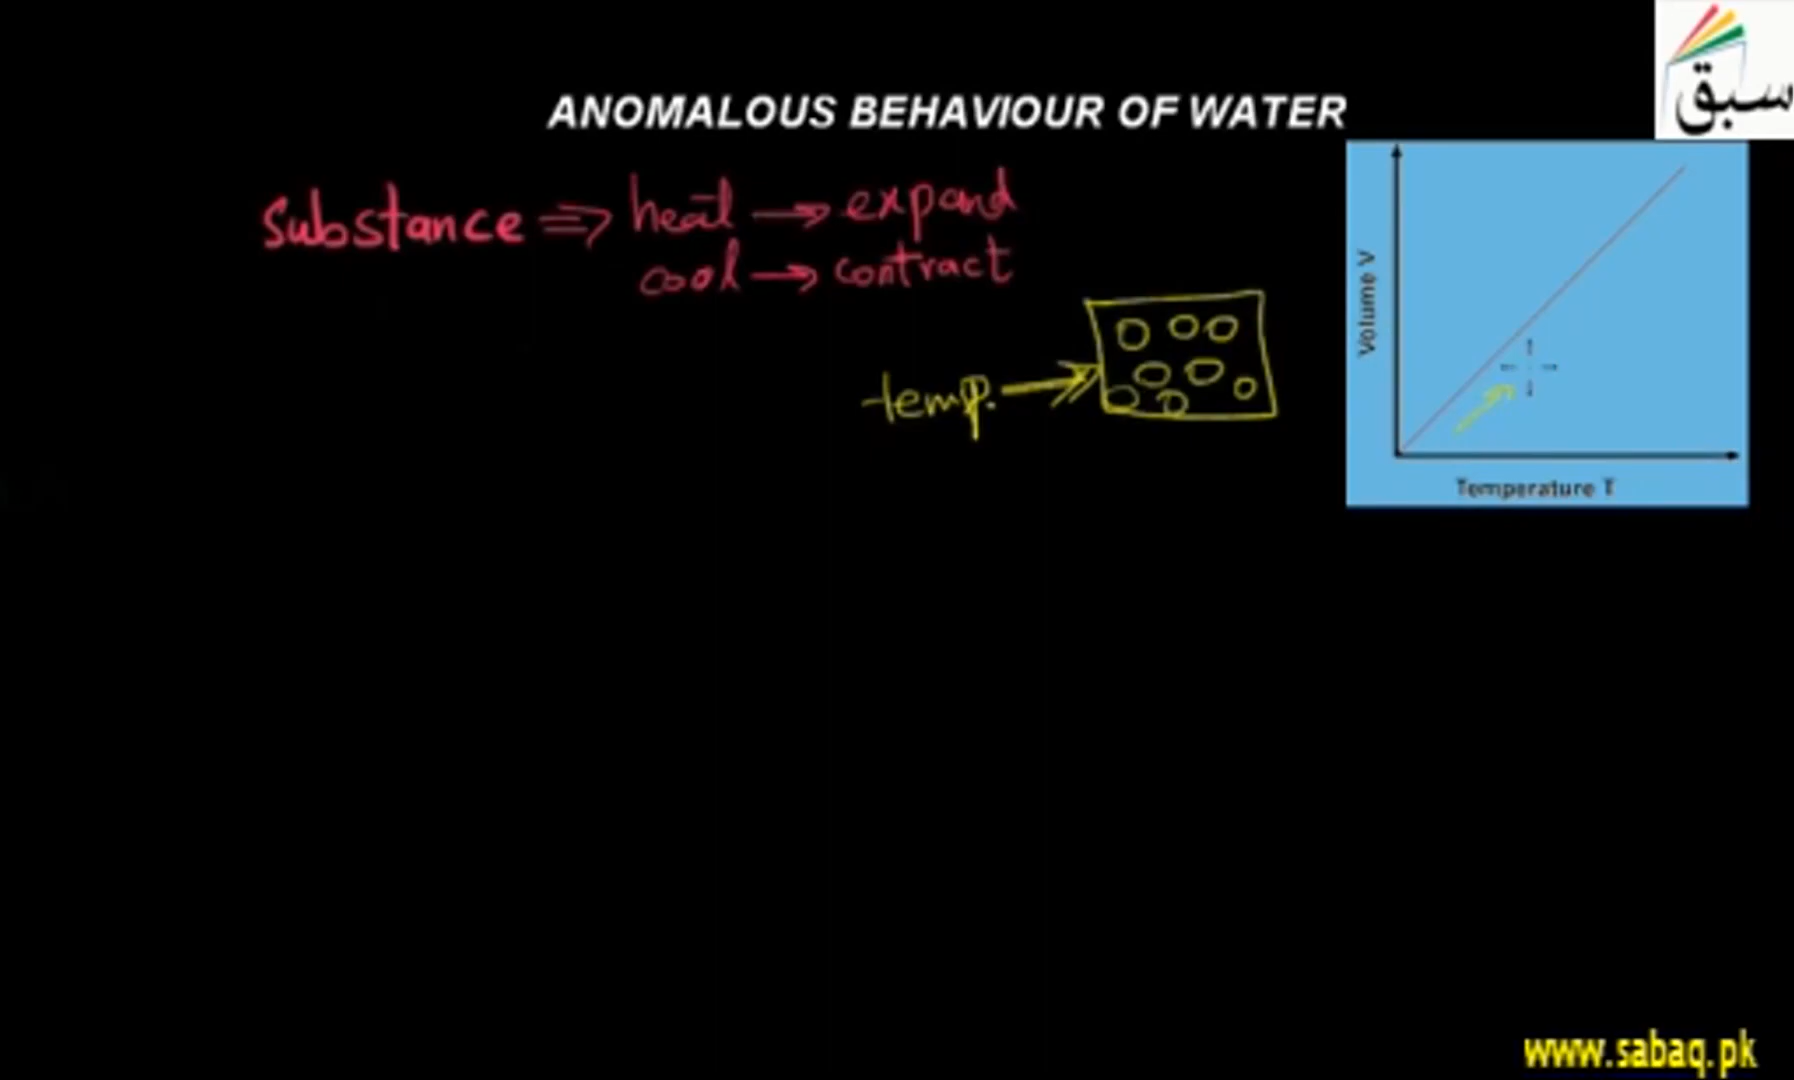 سبق
ANOMALOUS BEHAVIOUR OF WATER
substance ⇒ heat → expand
cool → contract
temp. →
Volume V
Temperature T
www.sabaq.pk